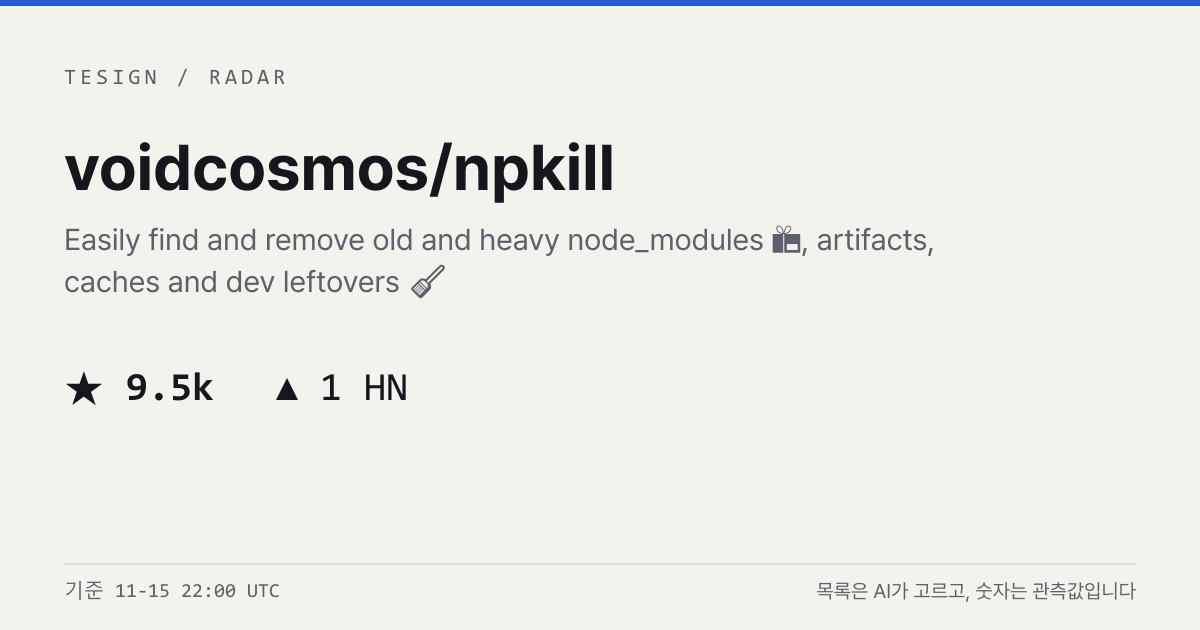 TESIGN / RADAR
voidcosmos/npkill
Easily find and remove old and heavy node_modules 🎁, artifacts,
caches and dev leftovers 🧹
★ 9.5k ▲ 1 HN
기준 11-15 22:00 UTC
목록은 AI가 고르고, 숫자는 관측값입니다